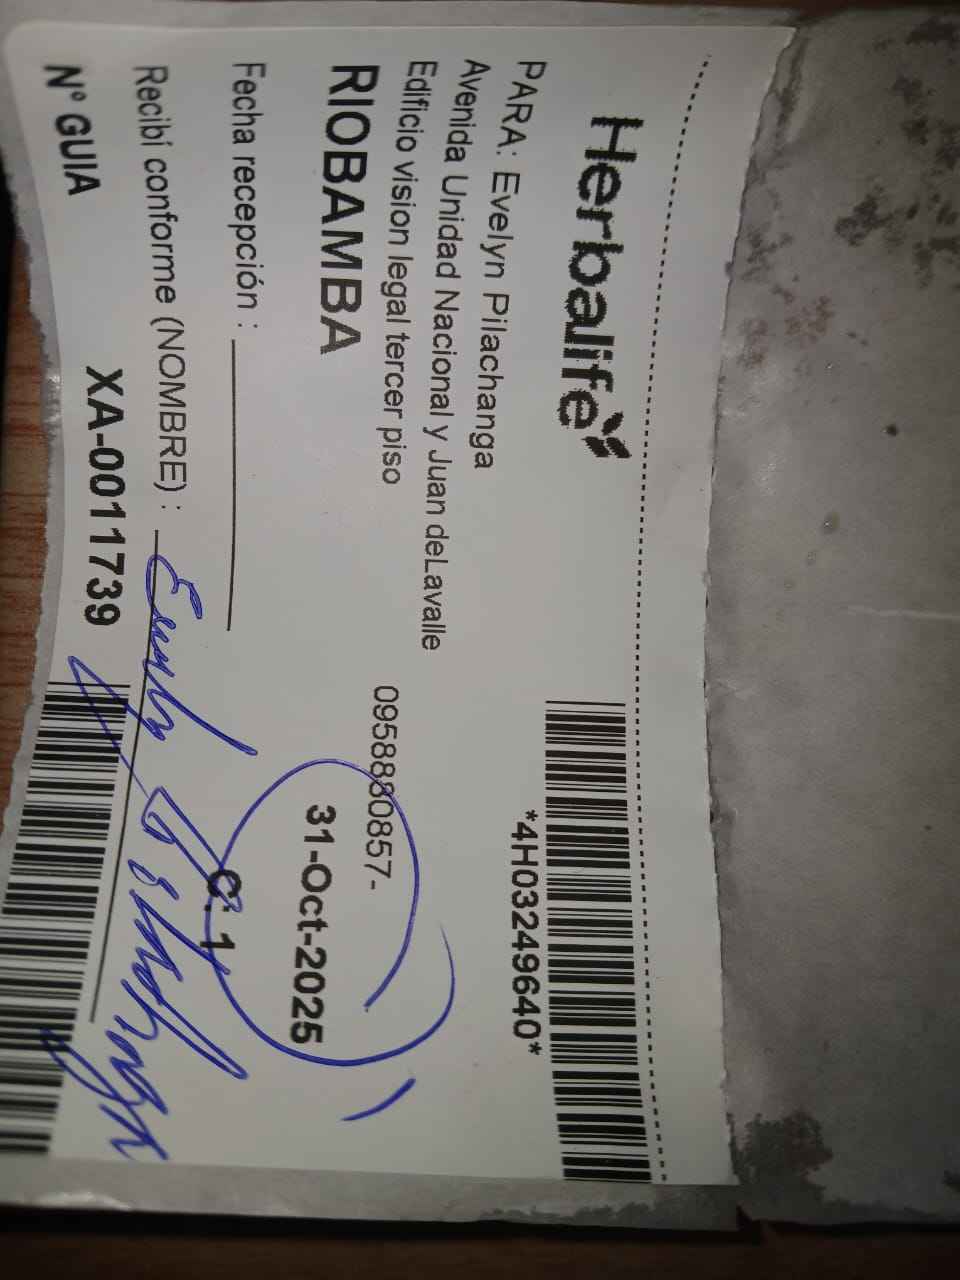 Herbalife
*4H03249640*
PARA: Evelyn Pilachanga
Avenida Unidad Nacional y Juan deLavalle
Edificio vision legal tercer piso
0958880857-
RIOBAMBA
31-Oct-2025
Fecha recepción :
C. 1
Recibí conforme (NOMBRE) :
N° GUIA
XA-0011739